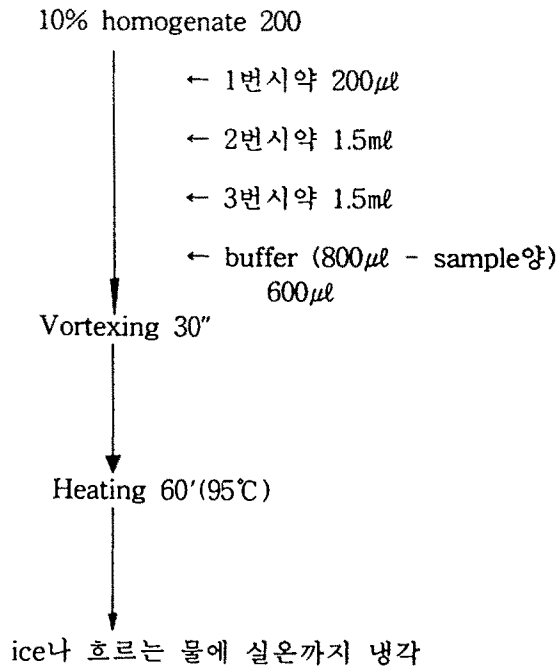 10% homogenate 200
← 1번시약 200㎕
← 2번시약 1.5㎖
← 3번시약 1.5㎖
← buffer (800㎕ - sample양)
600㎕
Vortexing 30″
Heating 60′(95℃)
ice나 흐르는 물에 실온까지 냉각